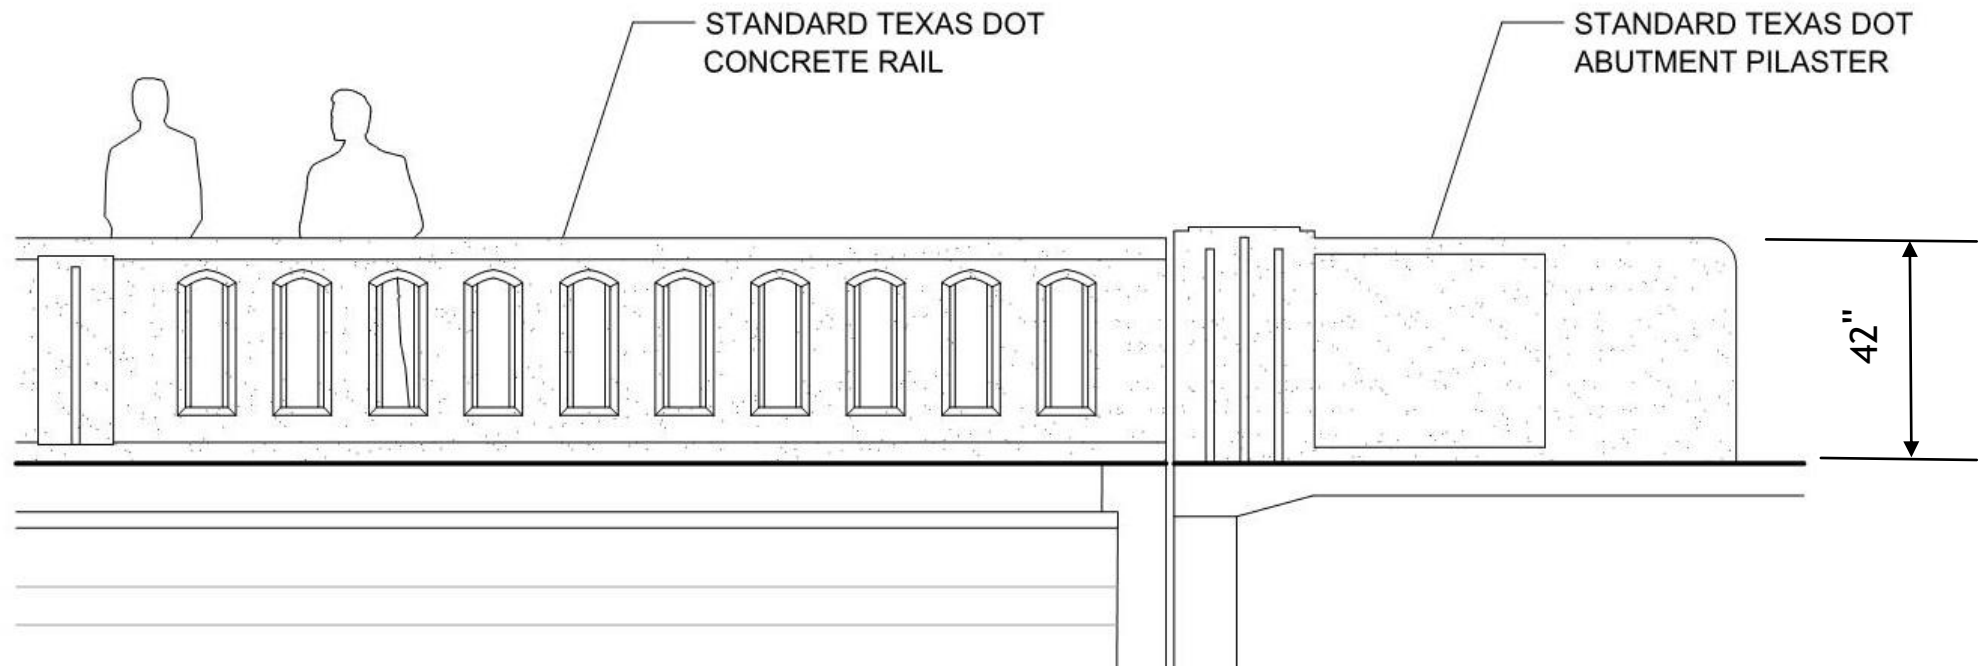 STANDARD TEXAS DOT
CONCRETE RAIL
STANDARD TEXAS DOT
ABUTMENT PILASTER
42"